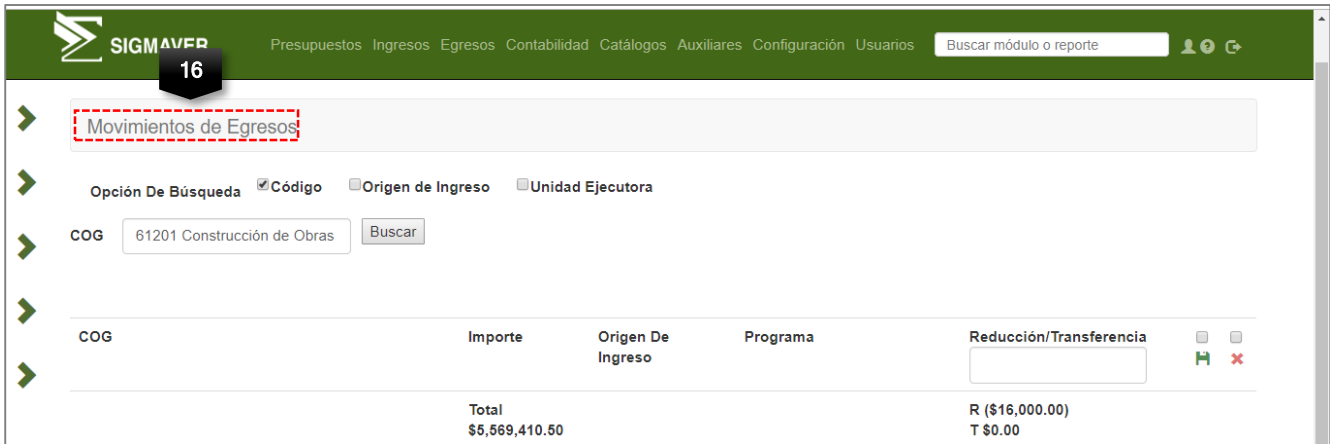 SIGMAVER
Presupuestos Ingresos Egresos Contabilidad Catálogos Auxiliares Configuración Usuarios
Buscar módulo o reporte
16
Movimientos de Egresos
Opción De Búsqueda Código Origen de Ingreso Unidad Ejecutora
COG 61201 Construcción de Obras Buscar
COG Importe Origen De Programa Reducción/Transferencia
Ingreso
Total R ($16,000.00)
$5,569,410.50 T $0.00